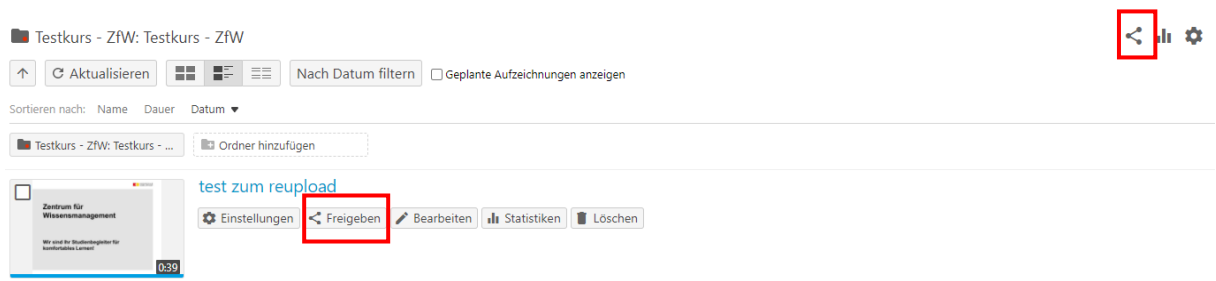 Testkurs - ZfW: Testkurs - ZfW
Aktualisieren Nach Datum filtern Geplante Aufzeichnungen anzeigen
Sortieren nach: Name Dauer Datum
Testkurs - ZfW: Testkurs - ... Ordner hinzufügen
test zum reupload
Einstellungen Freigeben Bearbeiten Statistiken Löschen
Zentrum für
Wissensmanagement
Wir sind Ihr Studienbegleiter für
komfortables Lernen!
0:39